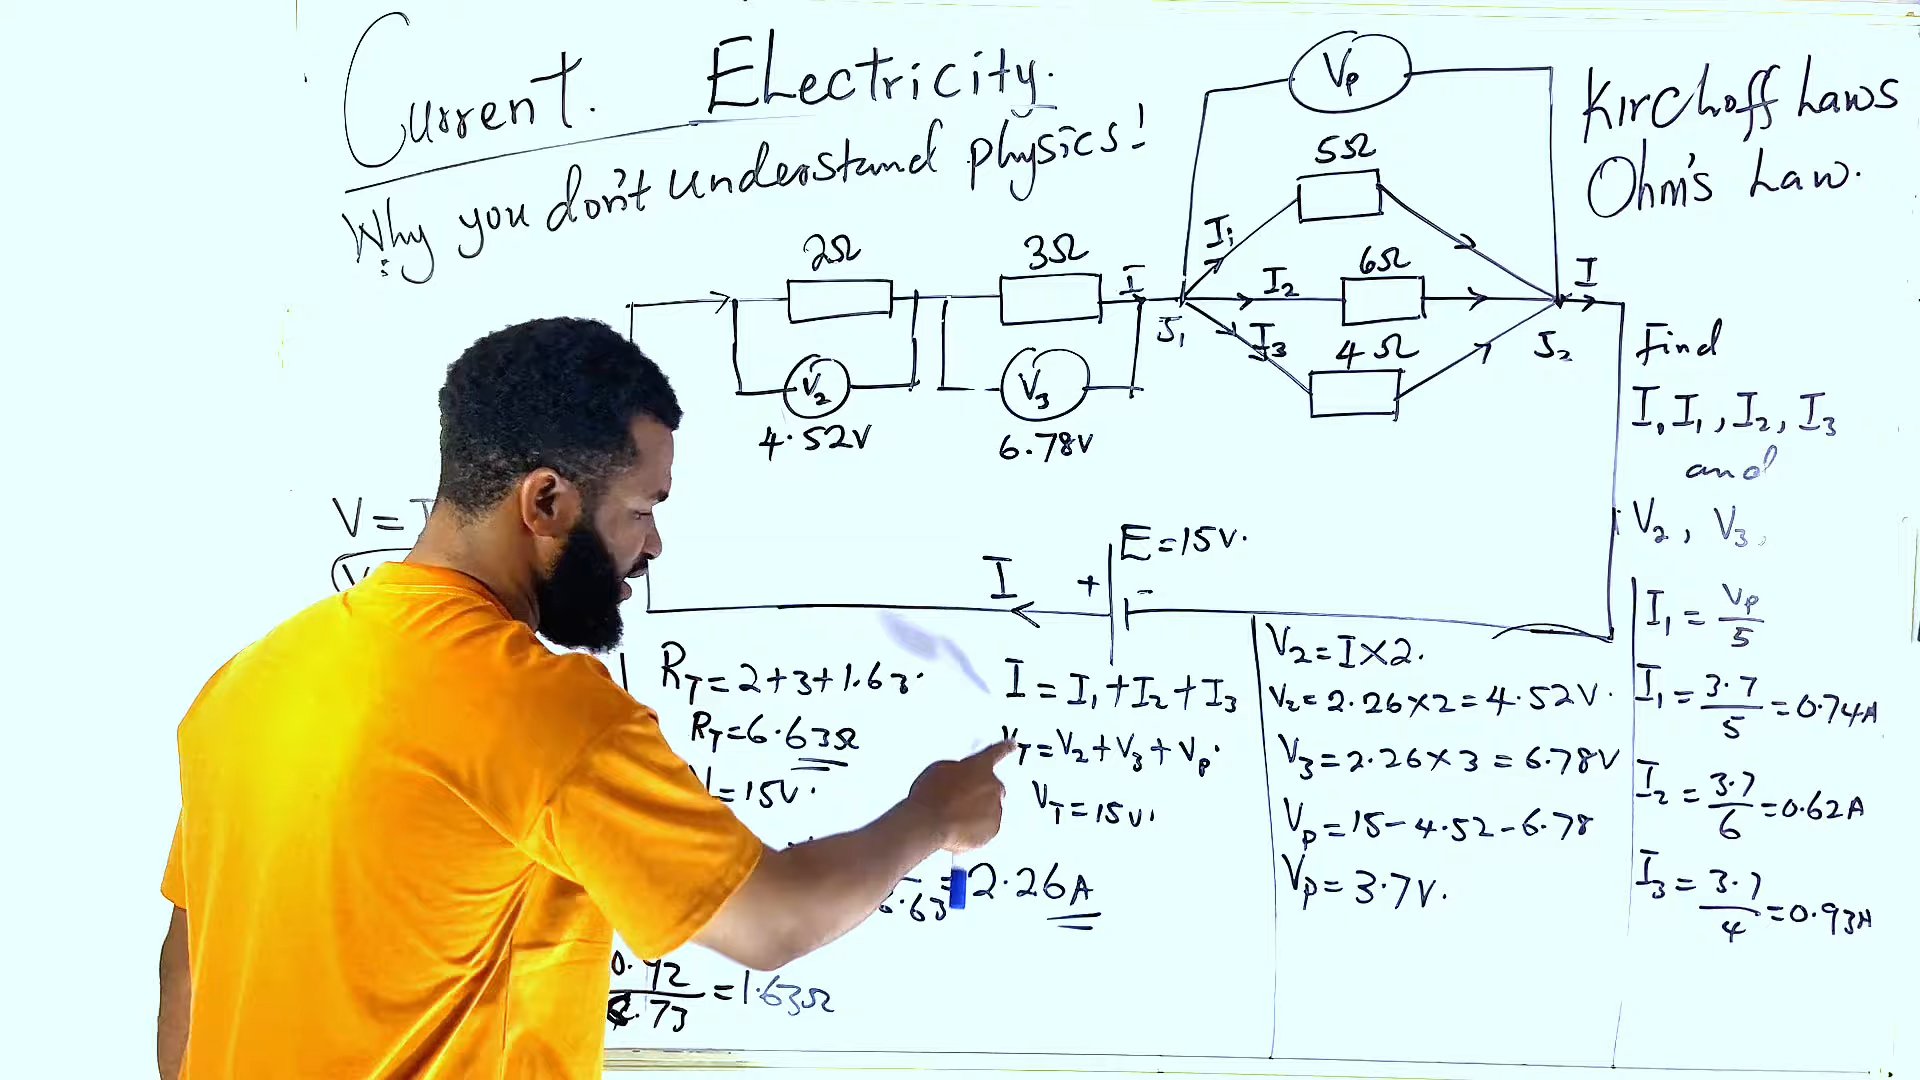 Current. Electricity.
Why you don't understand physics!
Kirchoff Laws
Ohm's Law.
Vp
5Ω
I1
2Ω
3Ω
I
I2
6Ω
I
J1
I3
4Ω
J2
V2
V3
4.52V
6.78V
Find
I, I1, I2, I3
and
V2, V3,
V=
E=15V.
I
+
-
RT=2+3+1.63.
RT=6.63Ω
=15V.
6.63=2.26A
=1.63Ω
.73
I=I1+I2+I3
VT=V2+V3+Vp.
VT=15V.
V2=I×2.
V2=2.26×2=4.52V.
V3=2.26×3=6.78V
Vp=15-4.52-6.78
Vp=3.7V.
I1=Vp/5
I1=3.7/5=0.74A
I2=3.7/6=0.62A
I3=3.7/4=0.93A